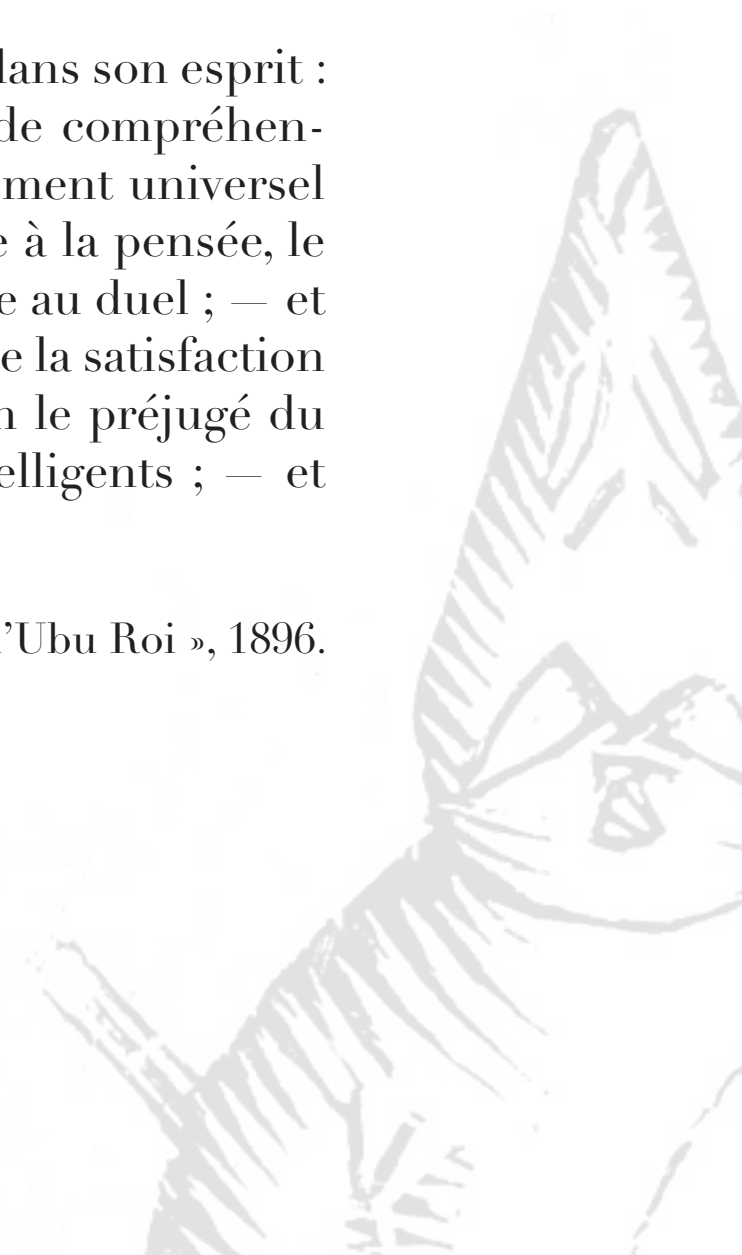 dans son esprit :
de compréhen-
ment universel
e à la pensée, le
e au duel ; — et
e la satisfaction
n le préjugé du
elligents ; — et
’Ubu Roi », 1896.